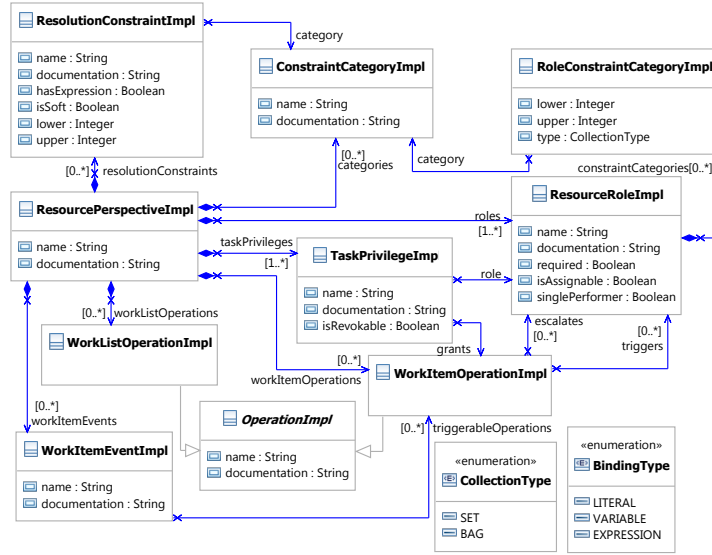 ResolutionConstraintImpl
name : String
documentation : String
hasExpression : Boolean
isSoft : Boolean
lower : Integer
upper : Integer
category
ConstraintCategoryImpl
name : String
documentation : String
RoleConstraintCategoryImpl
lower : Integer
upper : Integer
type : CollectionType
[0..*]
resolutionConstraints
[0..*]
categories
category
constraintCategories[0..*]
ResourcePerspectiveImpl
name : String
documentation : String
roles
[1..*]
ResourceRoleImpl
name : String
documentation : String
required : Boolean
isAssignable : Boolean
singlePerformer : Boolean
taskPrivileges
[1..*]
TaskPrivilegeImp
name : String
documentation : String
isRevokable : Boolean
role
[0..*]
workListOperations
escalates
[0..*]
[0..*]
triggers
WorkListOperationImpl
grants
[0..*]
workItemOperations
WorkItemOperationImpl
[0..*]
workItemEvents
OperationImpl
name : String
documentation : String
[0..*]
triggerableOperations
WorkItemEventImpl
name : String
documentation : String
«enumeration»
CollectionType
SET
BAG
«enumeration»
BindingType
LITERAL
VARIABLE
EXPRESSION